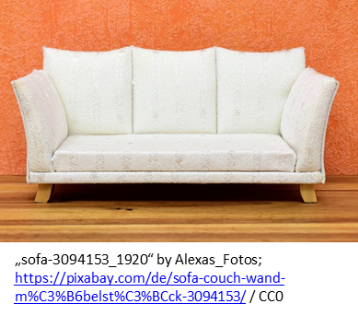 „sofa-3094153_1920“ by Alexas_Fotos;
https://pixabay.com/de/sofa-couch-wand-
m%C3%B6belst%C3%BCck-3094153/ / CC0